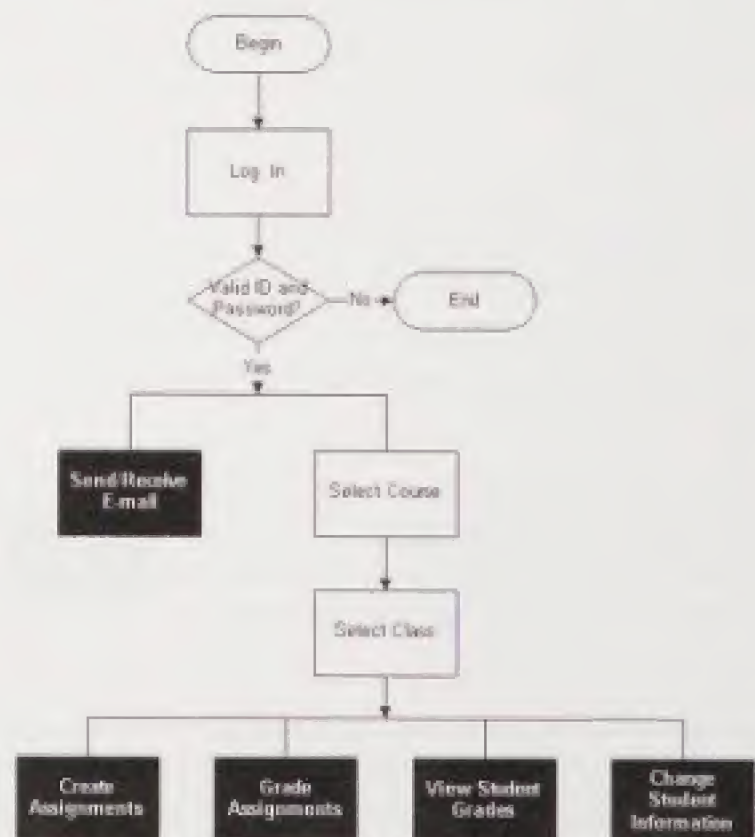 Begin
Log In
Valid ID and
Password?
No
End
Yes
Send/Receive
E-mail
Select Course
Select Class
Create
Assignments
Grade
Assignments
View Student
Grades
Change
Student
Information